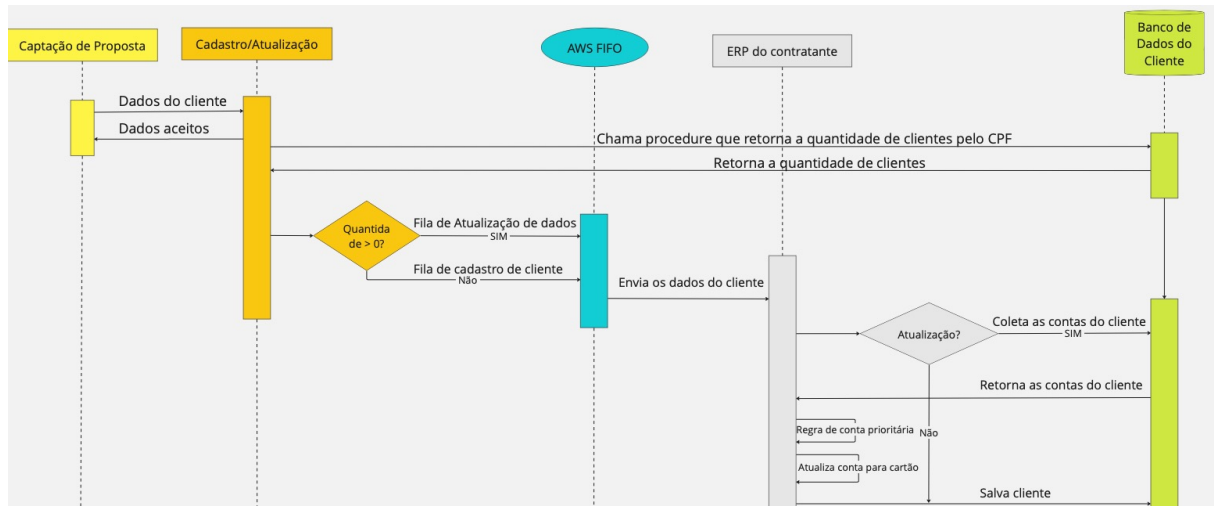 Captação de Proposta
Cadastro/Atualização
AWS FIFO
ERP do contratante
Banco de
Dados do
Cliente
Dados do cliente
Dados aceitos
Chama procedure que retorna a quantidade de clientes pelo CPF
Retorna a quantidade de clientes
Quantida
de > 0?
Fila de Atualização de dados
SIM
Fila de cadastro de cliente
Não
Envia os dados do cliente
Atualização?
Coleta as contas do cliente
SIM
Retorna as contas do cliente
Regra de conta prioritária
Não
Atualiza conta para cartão
Salva cliente